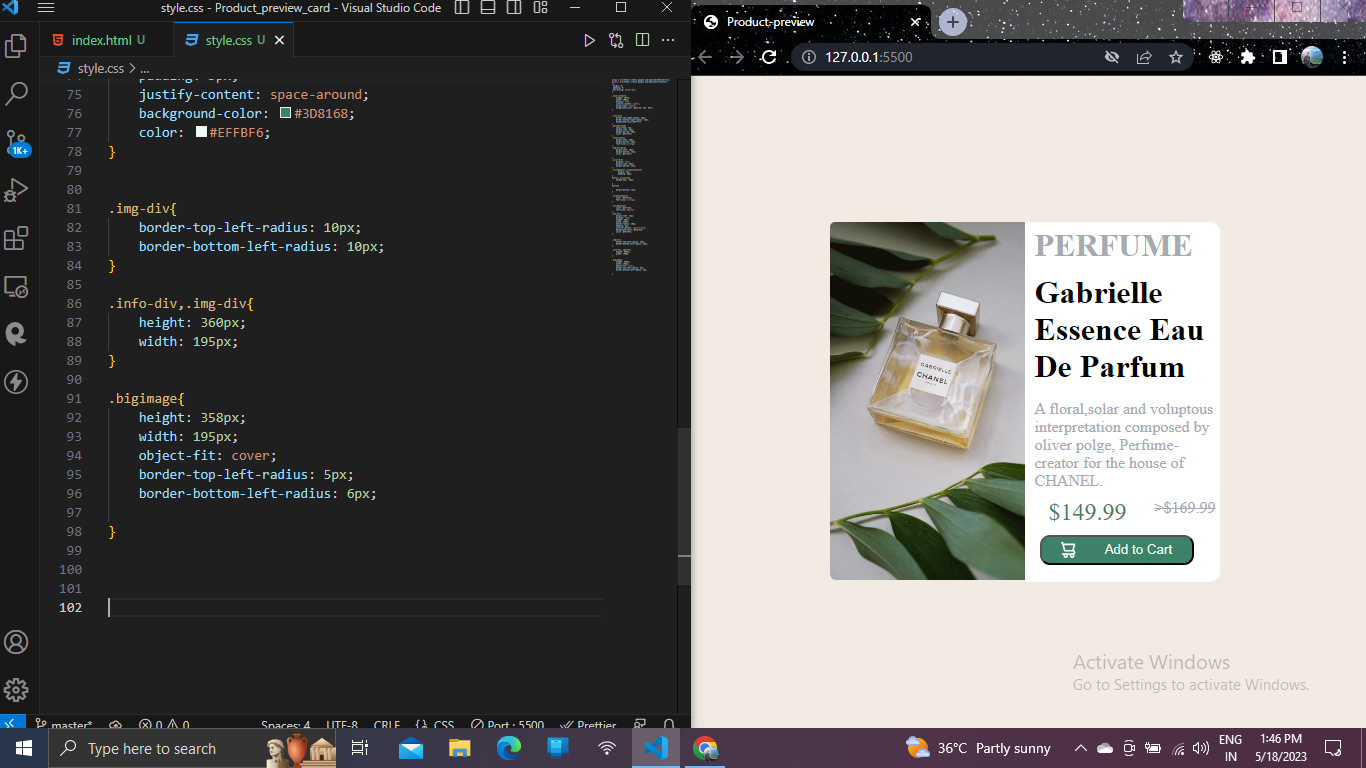 style.css - Product_preview_card - Visual Studio Code
index.html U
style.css U
style.css > ...
75 justify-content: space-around;
76 background-color: #3D8168;
77 color: #EFFBF6;
78 }
79
80
81 .img-div{
82 border-top-left-radius: 10px;
83 border-bottom-left-radius: 10px;
84 }
85
86 .info-div,.img-div{
87 height: 360px;
88 width: 195px;
89 }
90
91 .bigimage{
92 height: 358px;
93 width: 195px;
94 object-fit: cover;
95 border-top-left-radius: 5px;
96 border-bottom-left-radius: 6px;
97
98 }
99
100
101
102
1K+
master* 0 0 Spaces: 4 UTF-8 CRLF {} CSS Port : 5500 Prettier
Product-preview
127.0.0.1:5500
GABRIELLE
CHANEL
PERFUME
Gabrielle
Essence Eau
De Parfum
A floral,solar and voluptous
interpretation composed by
oliver polge, Perfume-
creator for the house of
CHANEL.
$149.99 >$169.99
Add to Cart
Activate Windows
Go to Settings to activate Windows.
Type here to search
36°C Partly sunny
ENG
IN
1:46 PM
5/18/2023